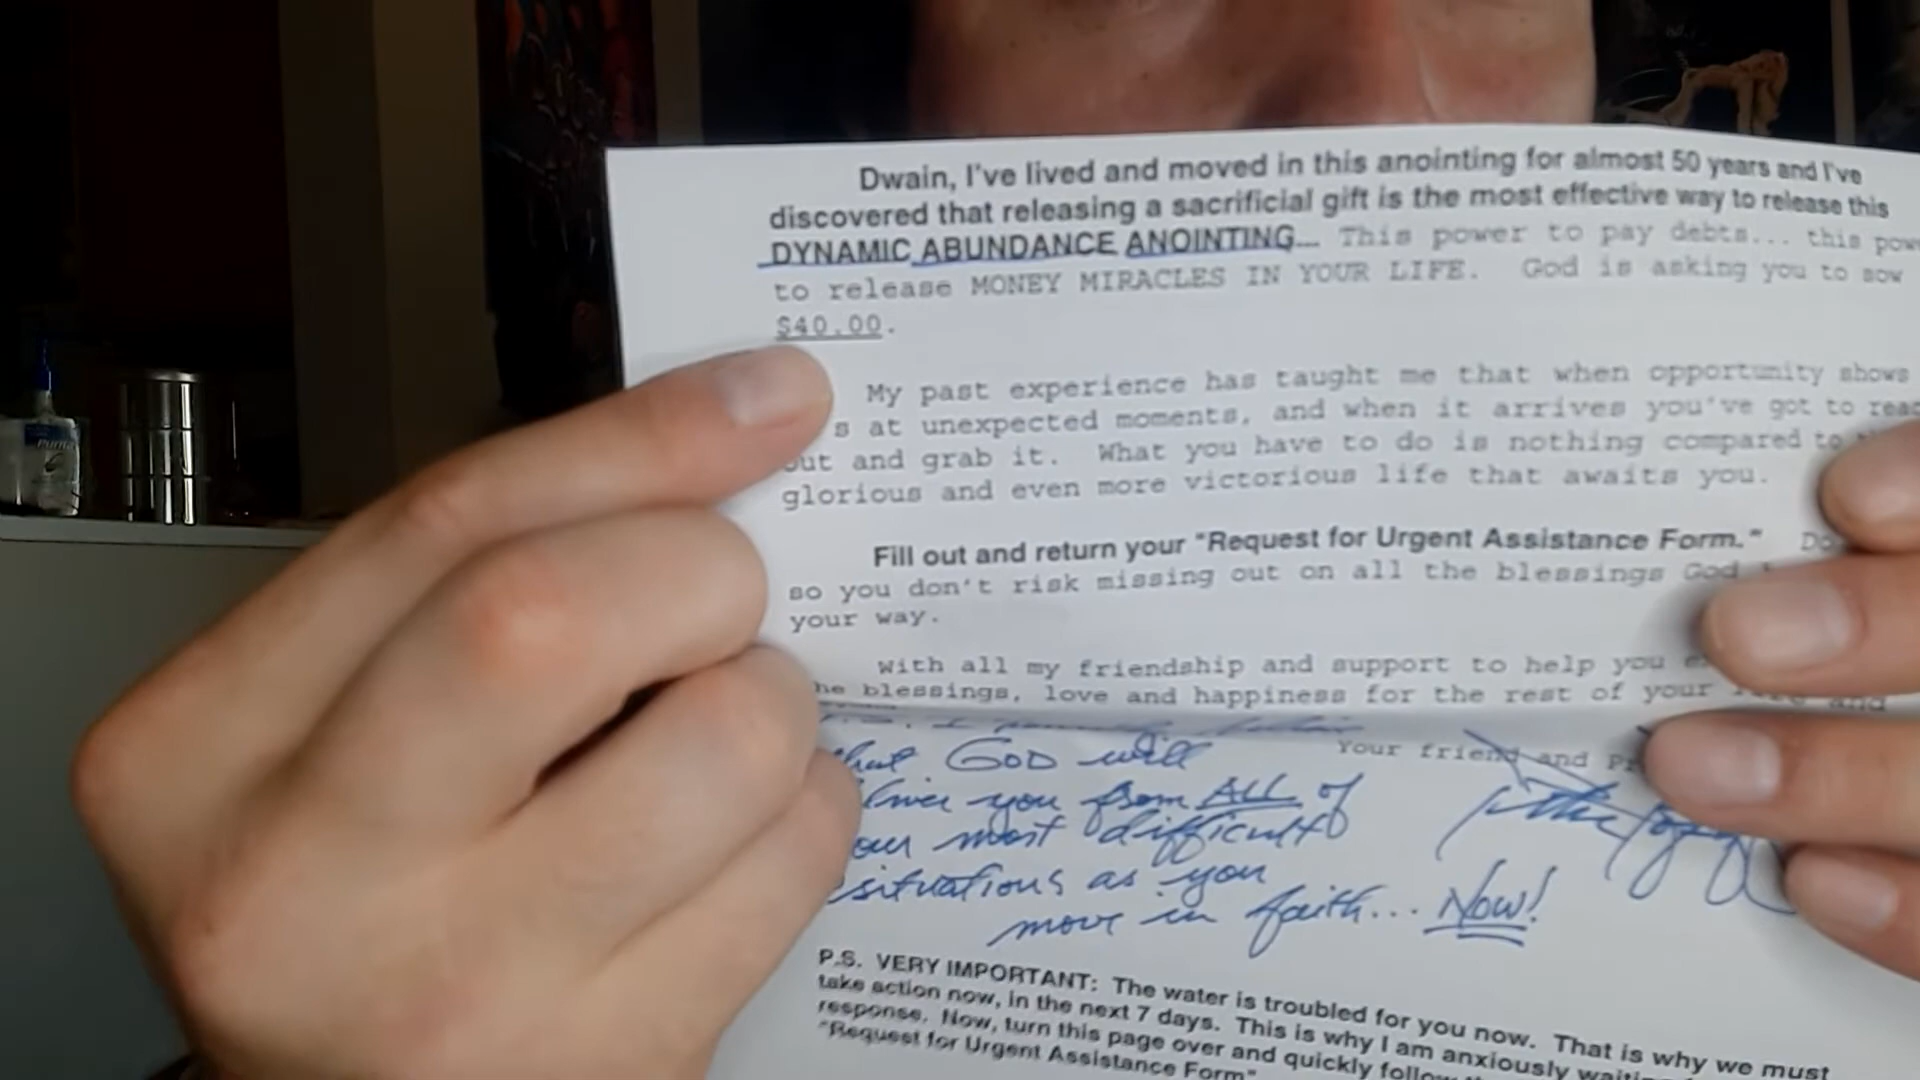 Dwain, I've lived and moved in this anointing for almost 50 years and I've
discovered that releasing a sacrificial gift is the most effective way to release this
DYNAMIC ABUNDANCE ANOINTING... This power to pay debts... this
to release MONEY MIRACLES IN YOUR LIFE. God is asking you to sow
$40.00.
My past experience has taught me that when opportunity shows
s at unexpected moments, and when it arrives you've got to
out and grab it. What you have to do is nothing compared to
glorious and even more victorious life that awaits you.
Fill out and return your "Request for Urgent Assistance Form."
so you don't risk missing out on all the blessings God
your way.
With all my friendship and support to help you
he blessings, love and happiness for the rest of your
Your friend and
GOD will
you from ALL of
most difficult
situations as you
move in faith... Now!
P.S. VERY IMPORTANT: The water is troubled for you now. That is why we must
take action now, in the next 7 days. This is why I am anxiously
response. Now, turn this page over and quickly
"Request for Urgent Assistance Form"
Purita